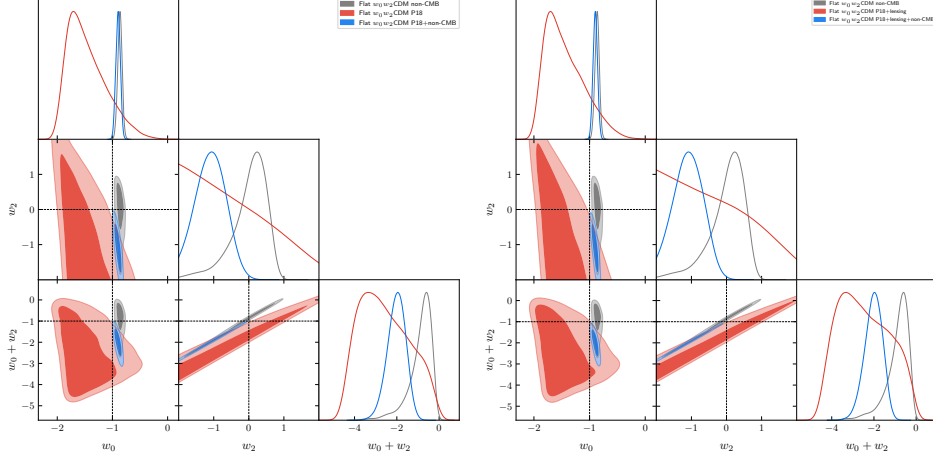 Flat w₀w₂CDM non-CMB
Flat w₀w₂CDM P18
Flat w₀w₂CDM P18+non-CMB
w₂
1
0
−1
w₀ + w₂
0
−1
−2
−3
−4
−5
−2
−1
0
w₀
−1
0
1
w₂
−4
−2
0
w₀ + w₂
Flat w₀w₂CDM non-CMB
Flat w₀w₂CDM P18+lensing
Flat w₀w₂CDM P18+lensing+non-CMB
w₂
1
0
−1
w₀ + w₂
0
−1
−2
−3
−4
−5
−2
−1
0
w₀
−1
0
1
w₂
−4
−2
0
w₀ + w₂